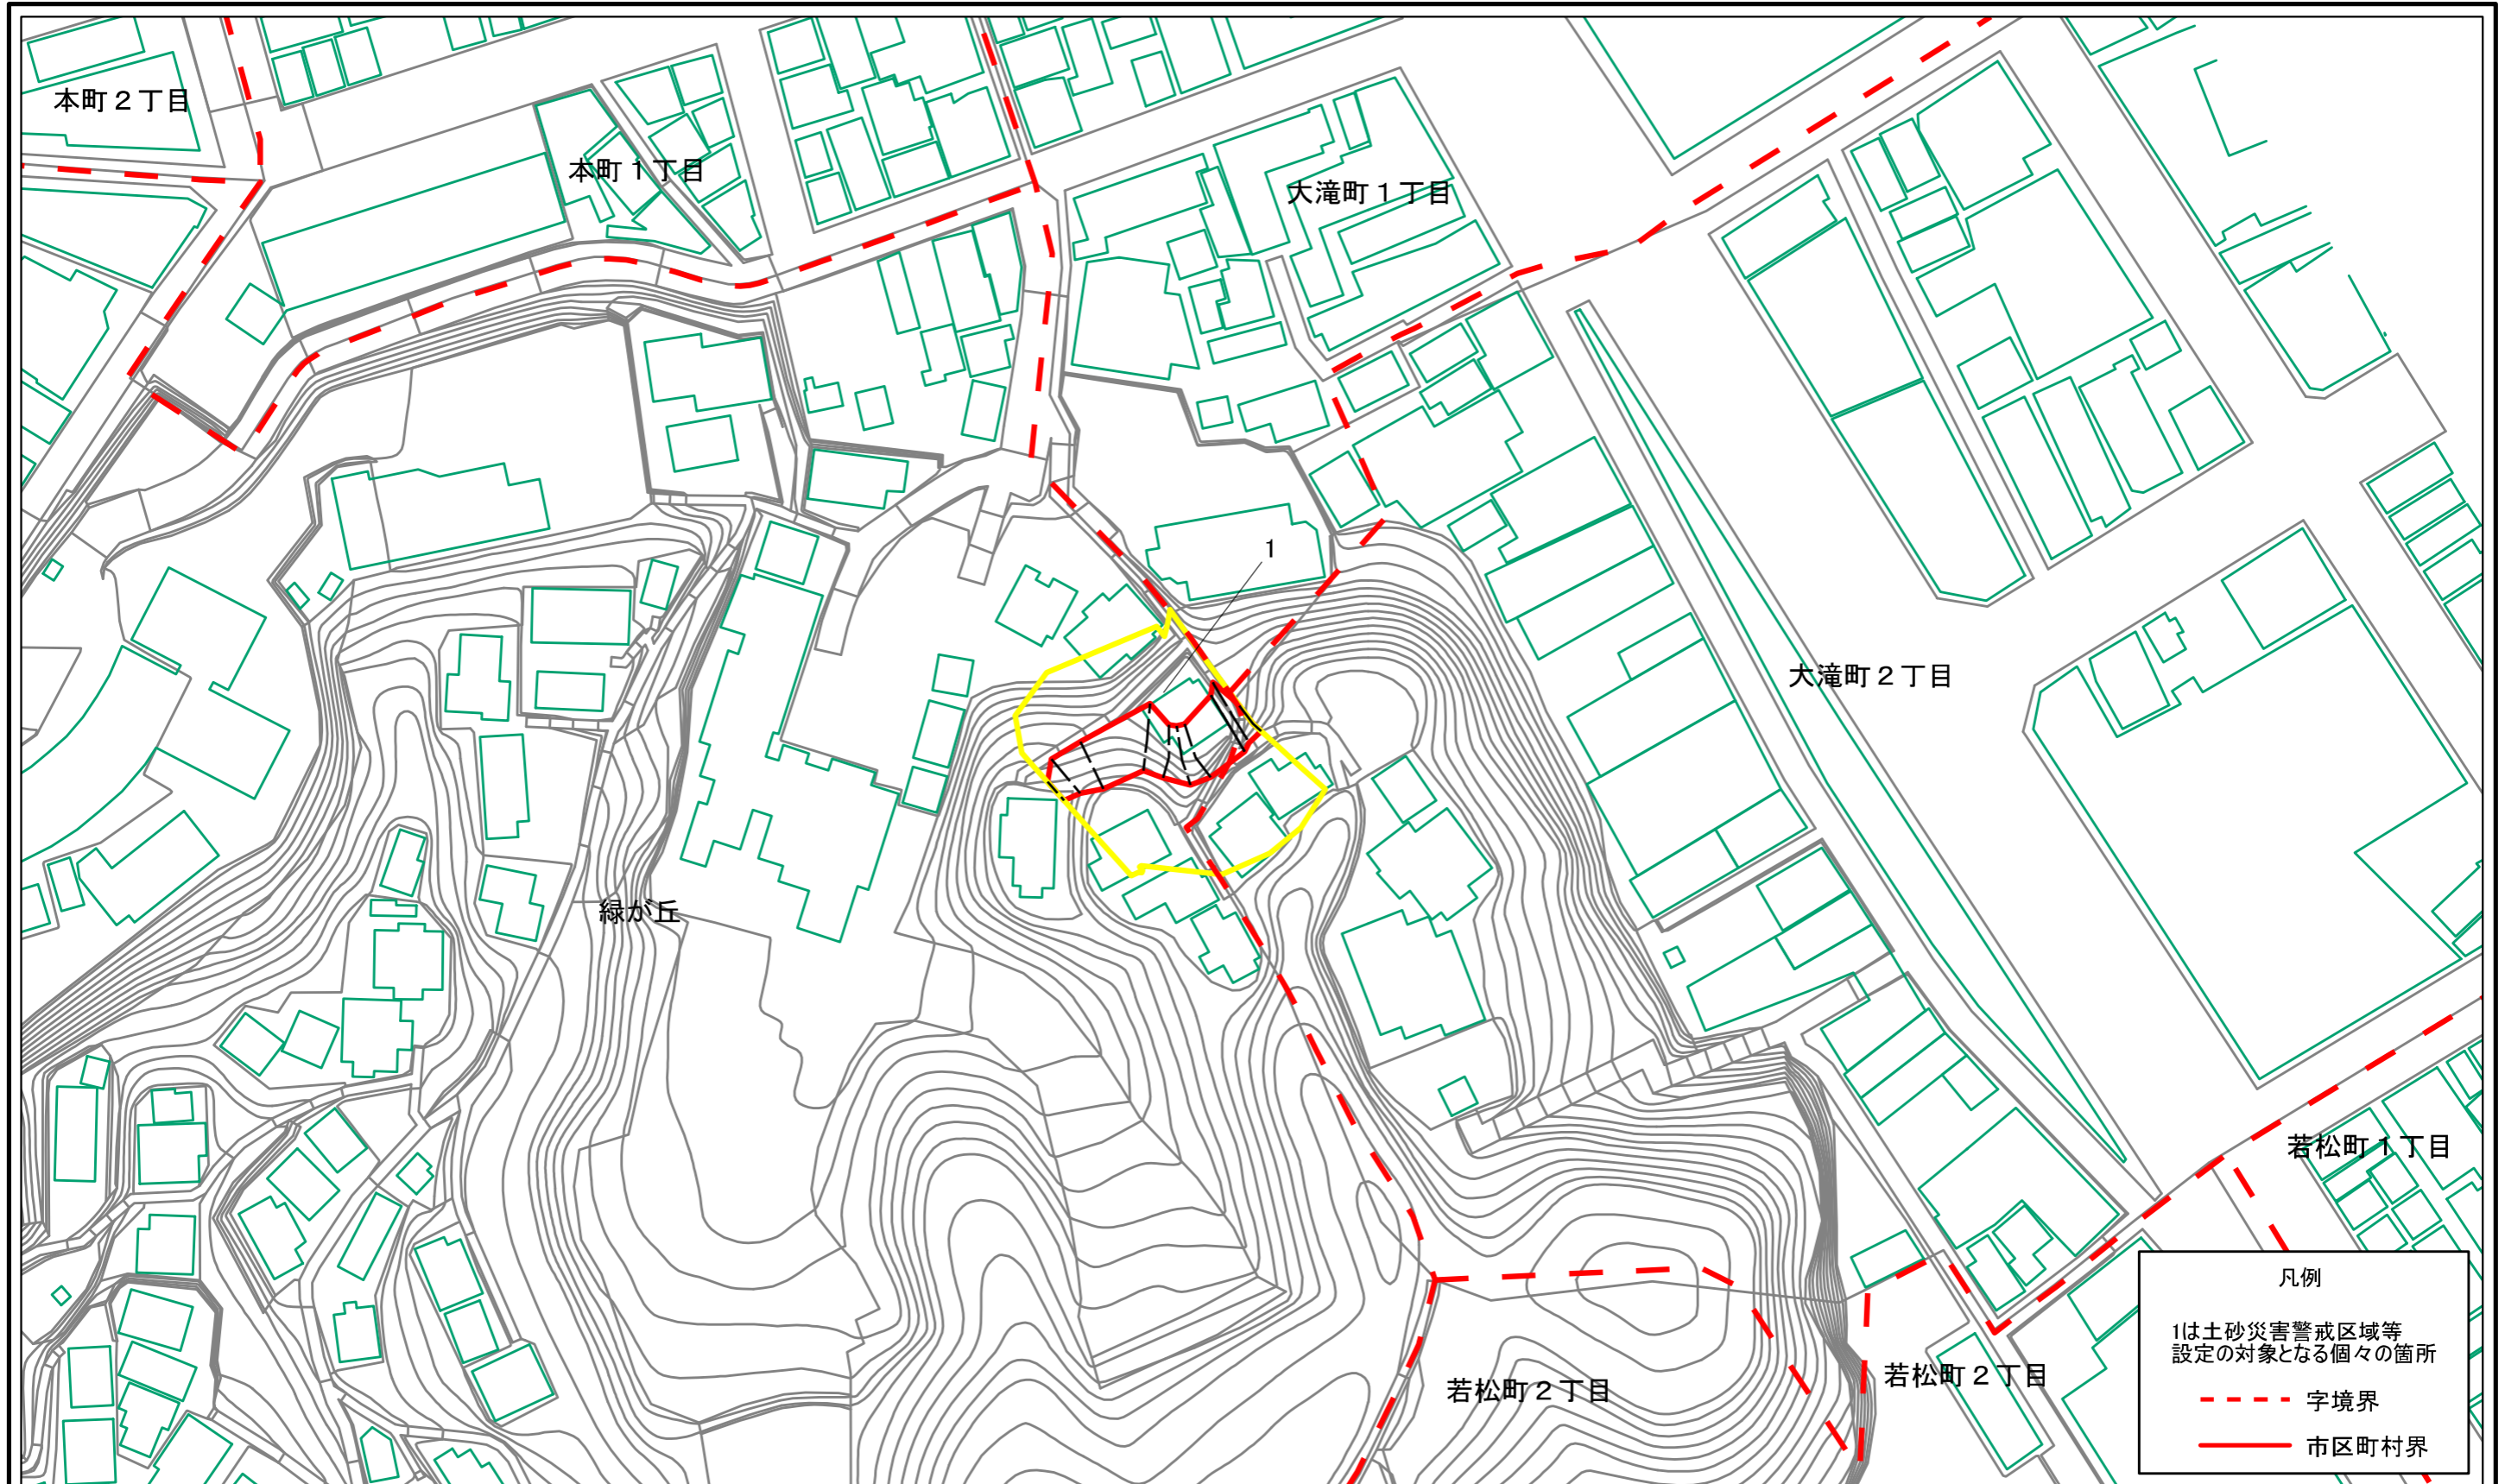 本町２丁目
本町１丁目
大滝町１丁目
1
大滝町２丁目
緑が丘
若松町１丁目
若松町２丁目
若松町２丁目
凡例
1は土砂災害警戒区域等
設定の対象となる個々の箇所
字境界
市区町村界